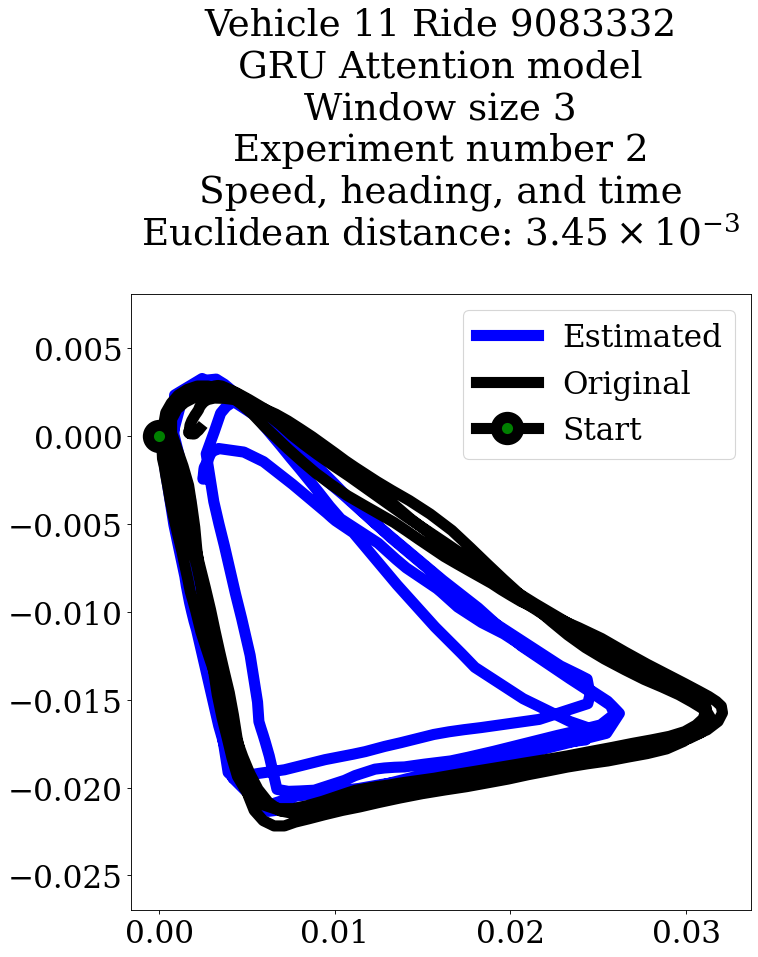 Vehicle 11 Ride 9083332
GRU Attention model
Window size 3
Experiment number 2
Speed, heading, and time
Euclidean distance: 3.45 × 10⁻³
Estimated
Original
Start
0.005
0.000
−0.005
−0.010
−0.015
−0.020
−0.025
0.00 0.01 0.02 0.03